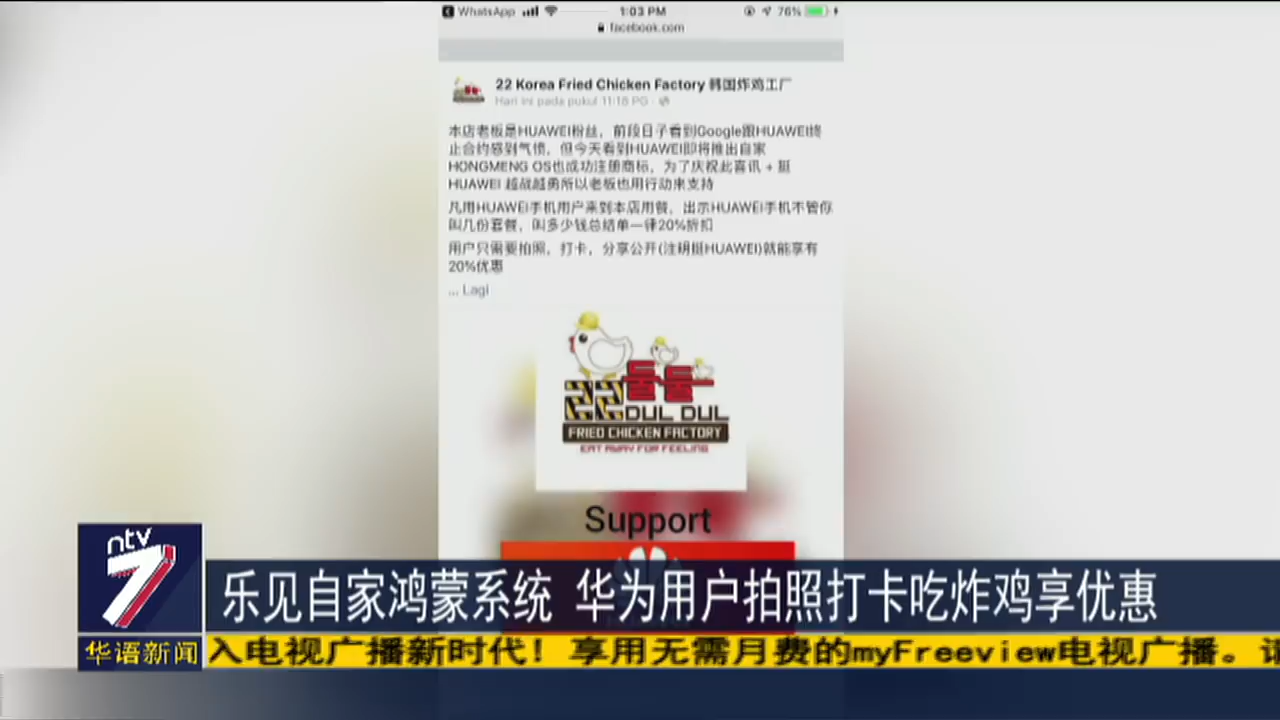 WhatsApp 1:03 PM 76%
facebook.com
22 Korea Fried Chicken Factory 韩国炸鸡工厂
Hari ini pada pukul 11:18 PG
本店老板是HUAWEI粉丝，前段日子看到Google跟HUAWEI终
止合约感到气愤，但今天看到HUAWEI即将推出自家
HONGMENG OS也成功注册商标，为了庆祝此喜讯 + 挺
HUAWEI 越战越勇所以老板也用行动来支持
凡用HUAWEI手机用户来到本店用餐，出示HUAWEI手机不管你
叫几份套餐，叫多少钱总结单一律20%折扣
用户只需要拍照，打卡，分享公开(注明挺HUAWEI)就能享有
20%优惠
... Lagi
22 둘둘
DUL DUL
FRIED CHICKEN FACTORY
EAT AWAY FOR FEELING
Support
ntv7
乐见自家鸿蒙系统 华为用户拍照打卡吃炸鸡享优惠
华语新闻
入电视广播新时代！享用无需月费的myFreeview电视广播。